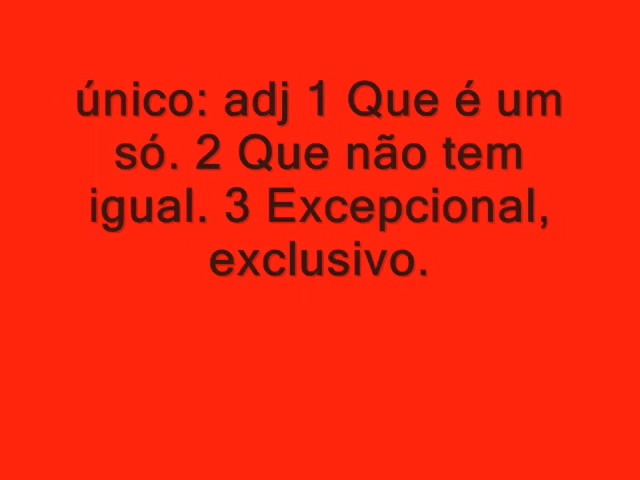 único: adj 1 Que é um
só. 2 Que não tem
igual. 3 Excepcional,
exclusivo.